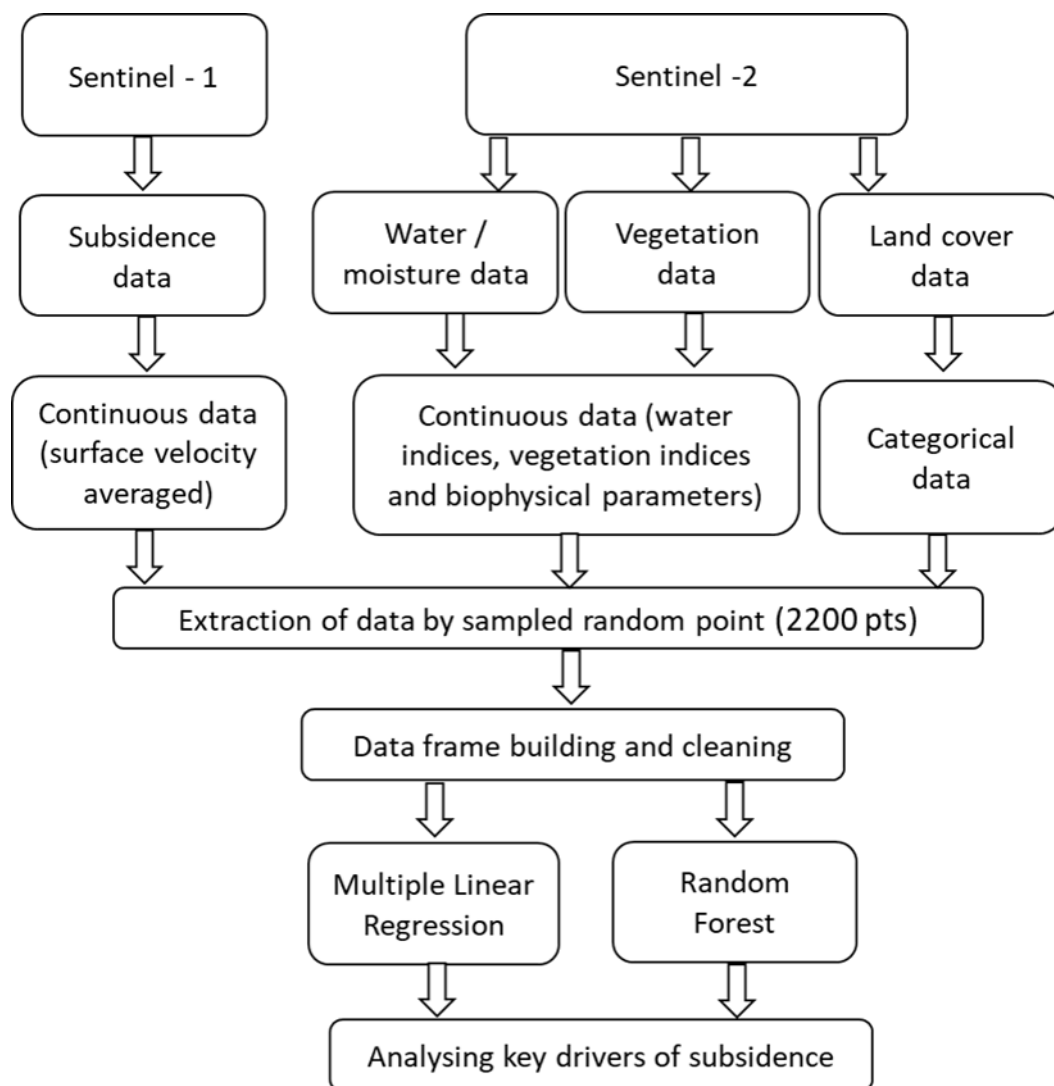 Sentinel - 1
Sentinel -2
Subsidence
data
Water /
moisture data
Vegetation
data
Land cover
data
Continuous data
(surface velocity
averaged)
Continuous data (water
indices, vegetation indices
and biophysical parameters)
Categorical
data
Extraction of data by sampled random point (2200 pts)
Data frame building and cleaning
Multiple Linear
Regression
Random
Forest
Analysing key drivers of subsidence